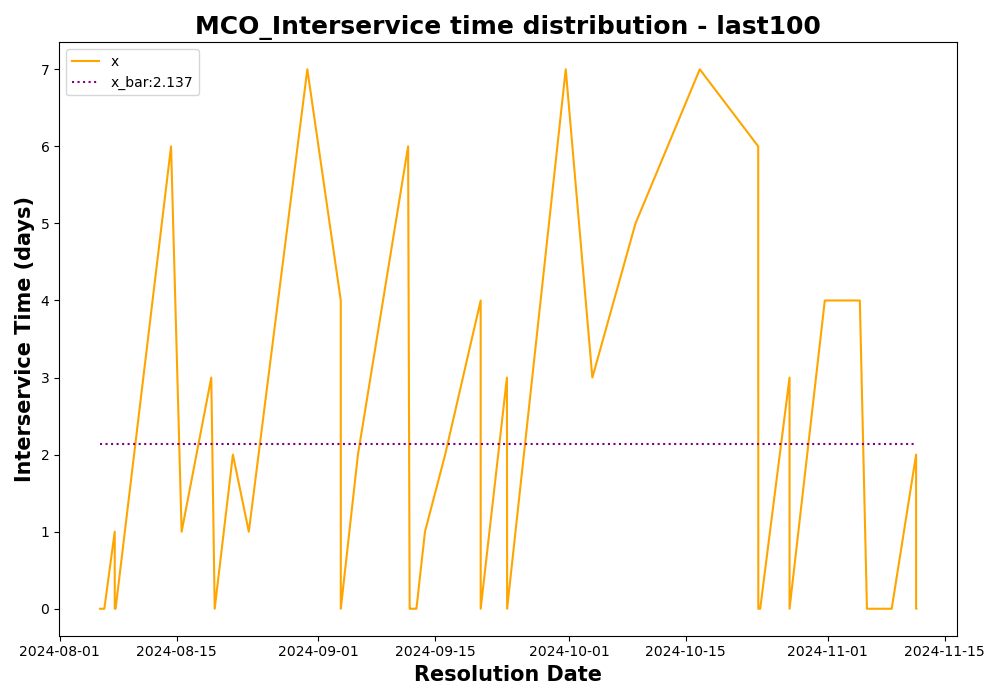 MCO_Interservice time distribution - last100
x
x_bar:2.137
Interservice Time (days)
7
6
5
4
3
2
1
0
2024-08-01 2024-08-15 2024-09-01 2024-09-15 2024-10-01 2024-10-15 2024-11-01 2024-11-15
Resolution Date